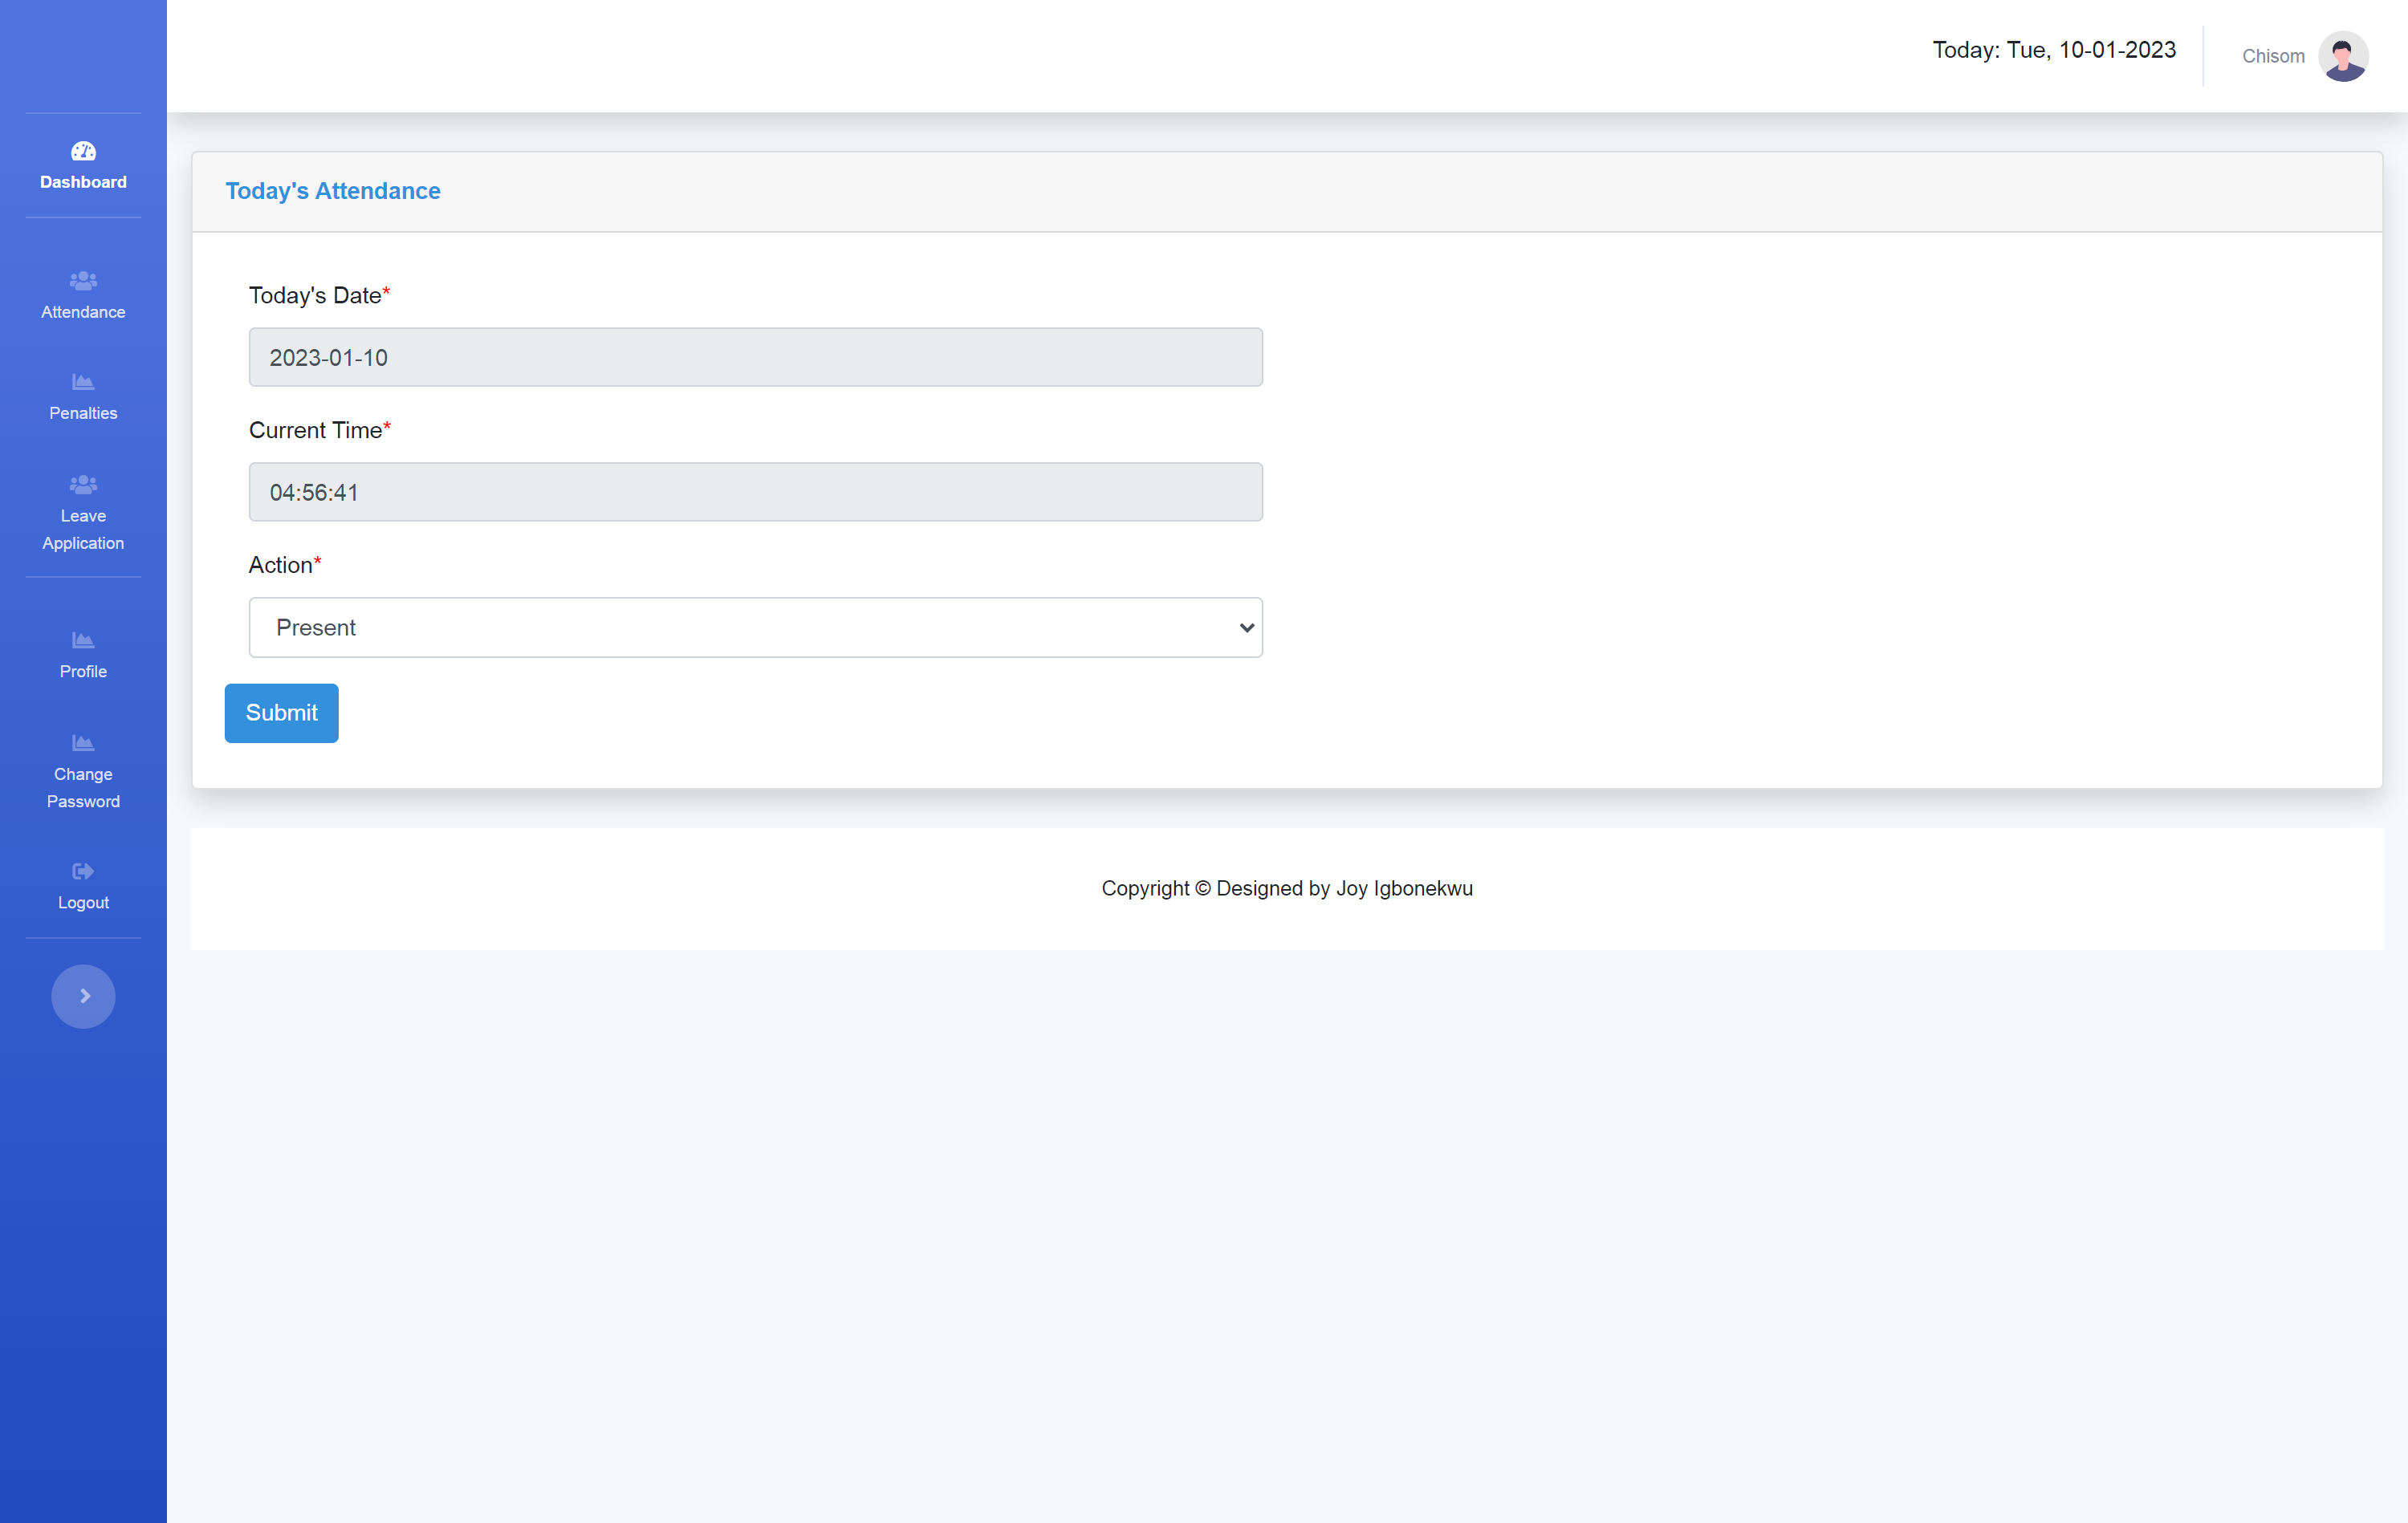 Today: Tue, 10-01-2023
Chisom
Dashboard
Attendance
Penalties
Leave
Application
Profile
Change
Password
Logout
Today's Attendance
Today's Date*
2023-01-10
Current Time*
04:56:41
Action*
Present
Submit
Copyright © Designed by Joy Igbonekwu